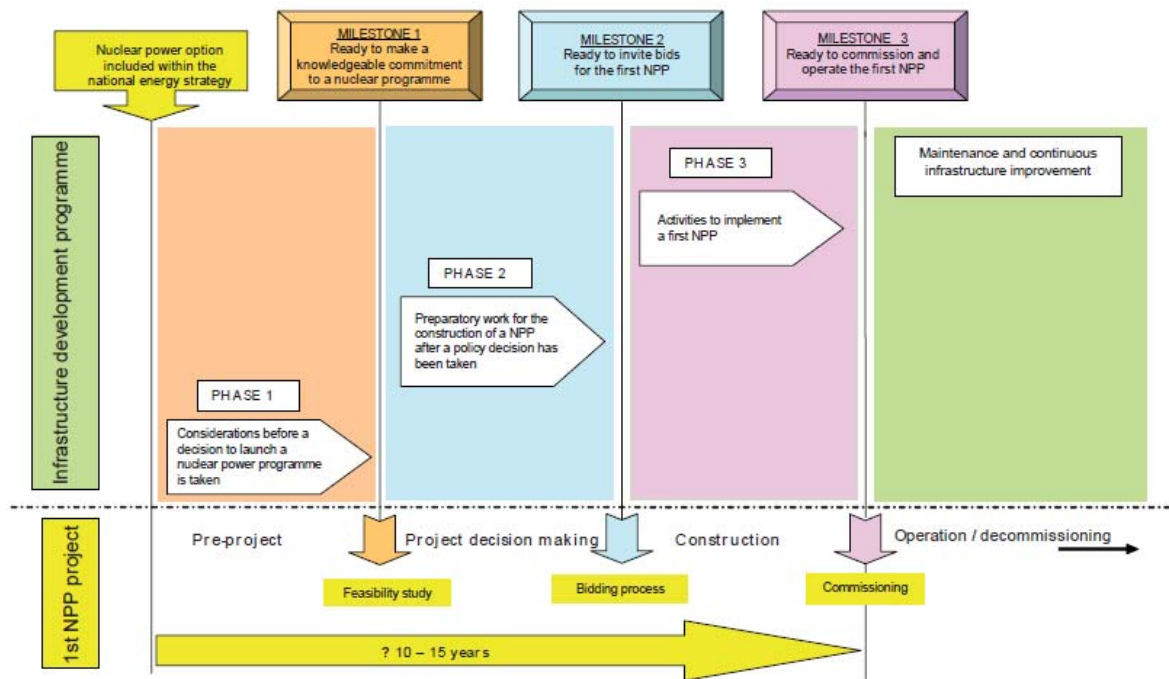 Nuclear power option
included within the
national energy strategy
MILESTONE 1
Ready to make a
knowledgeable commitment
to a nuclear programme
MILESTONE 2
Ready to invite bids
for the first NPP
MILESTONE 3
Ready to commission and
operate the first NPP
Infrastructure development programme
PHASE 1
Considerations before a
decision to launch a
nuclear power programme
is taken
PHASE 2
Preparatory work for the
construction of a NPP
after a policy decision has
been taken
PHASE 3
Activities to implement
a first NPP
Maintenance and continuous
infrastructure improvement
1st NPP project
Pre-project
Project decision making
Construction
Operation / decommissioning
Feasibility study
Bidding process
Commissioning
? 10 – 15 years